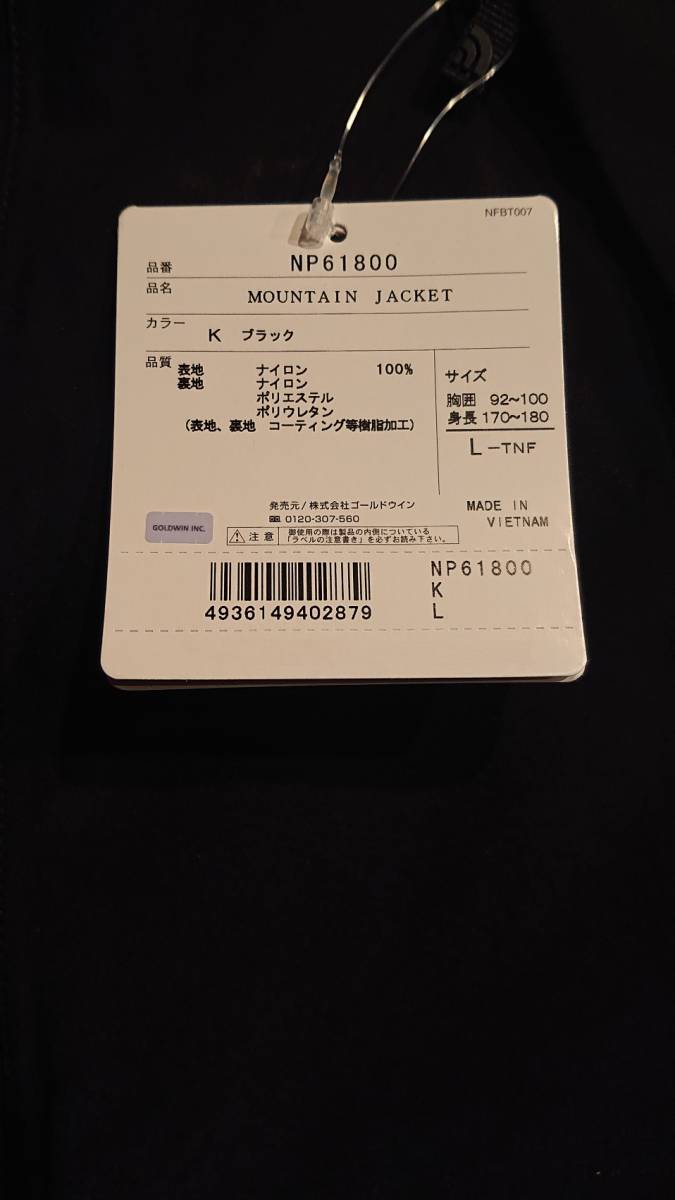 NFBT007
品番 NP61800
品名 MOUNTAIN JACKET
カラー K ブラック
品質 表地 ナイロン 100%
裏地 ナイロン
ポリエステル
ポリウレタン
(表地、裏地 コーティング等樹脂加工)
サイズ
胸囲 92~100
身長 170~180
L-TNF
発売元/株式会社ゴールドウイン
0120-307-560
MADE IN
VIETNAM
GOLDWIN INC.
注意 御使用の際は製品の内側についている
「ラベルの注意書き」を必ずお読み下さい。
4936149402879
NP61800
K
L